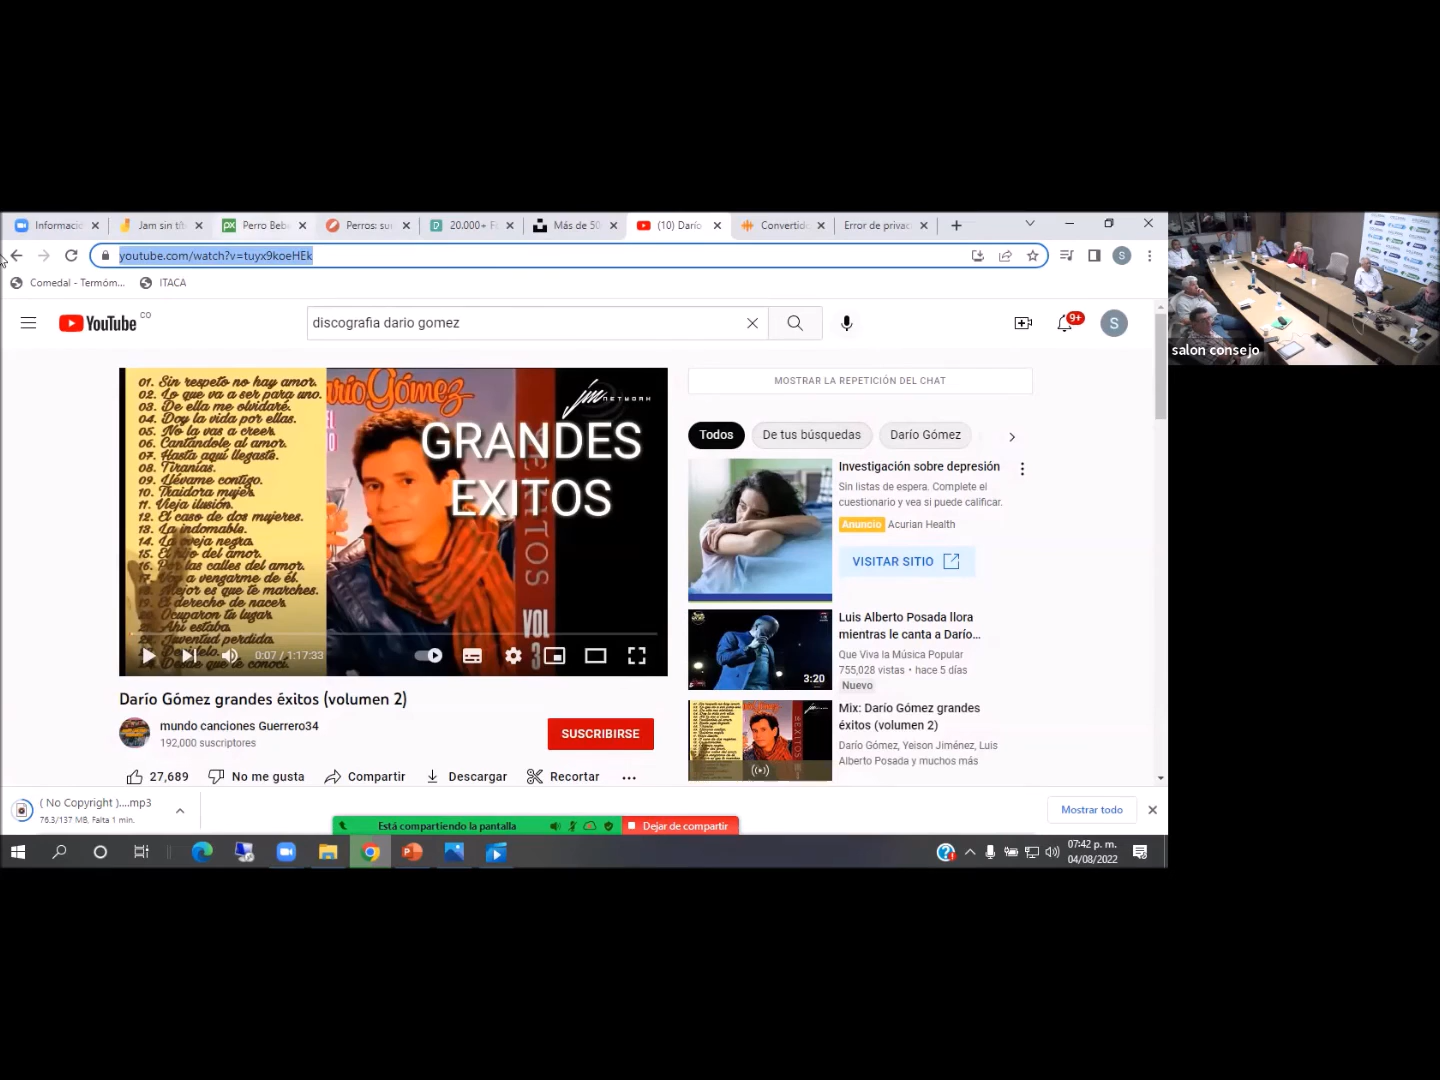 Informaci
Jam sin tít
Perro Beb
Perros: su
20.000+ F
Más de 50
(10) Darío
Convertid
Error de privac
youtube.com/watch?v=tuyx9koeHEk
S
Comedal - Termóm...
ITACA
YouTube CO
discografia dario gomez
9+
S
01. Sin respeto no hay amor.
02. Lo que va a ser para uno.
03. De ella me olvidaré.
04. Doy la vida por ellas.
05. No la vas a creer.
06. Cantándole al amor.
07. Hasta aquí llegaste.
08. Tiranías.
09. Llévame contigo.
10. Traidora mujer.
11. Vieja ilusión.
12. El caso de dos mujeres.
13. La indomable.
14. La oveja negra.
15. El hijo del amor.
16. Por las calles del amor.
17. Voy a vengarme de él.
18. Mejor es que te marches.
19. El derecho de nacer.
20. Ocuparon tu lugar.
21. Ahí estaba.
22. Juventud perdida.
24. Desde que te conocí.
jm NETWORK
GRANDES
EXITOS
VOL
3
0:07 / 1:17:33
Darío Gómez grandes éxitos (volumen 2)
mundo canciones Guerrero34
192,000 suscriptores
SUSCRIBIRSE
27,689
No me gusta
Compartir
Descargar
Recortar
...
MOSTRAR LA REPETICIÓN DEL CHAT
Todos
De tus búsquedas
Darío Gómez
Investigación sobre depresión
Sin listas de espera. Complete el
cuestionario y vea si puede calificar.
Anuncio Acurian Health
VISITAR SITIO
3:20
Luis Alberto Posada llora
mientras le canta a Darío...
Que Viva la Música Popular
755,028 vistas • hace 5 días
Nuevo
Mix: Darío Gómez grandes
éxitos (volumen 2)
Darío Gómez, Yeison Jiménez, Luis
Alberto Posada y muchos más
( No Copyright )....mp3
76.3/137 MB, Falta 1 min.
Mostrar todo
Está compartiendo la pantalla
Dejar de compartir
07:42 p. m.
04/08/2022
salon consejo